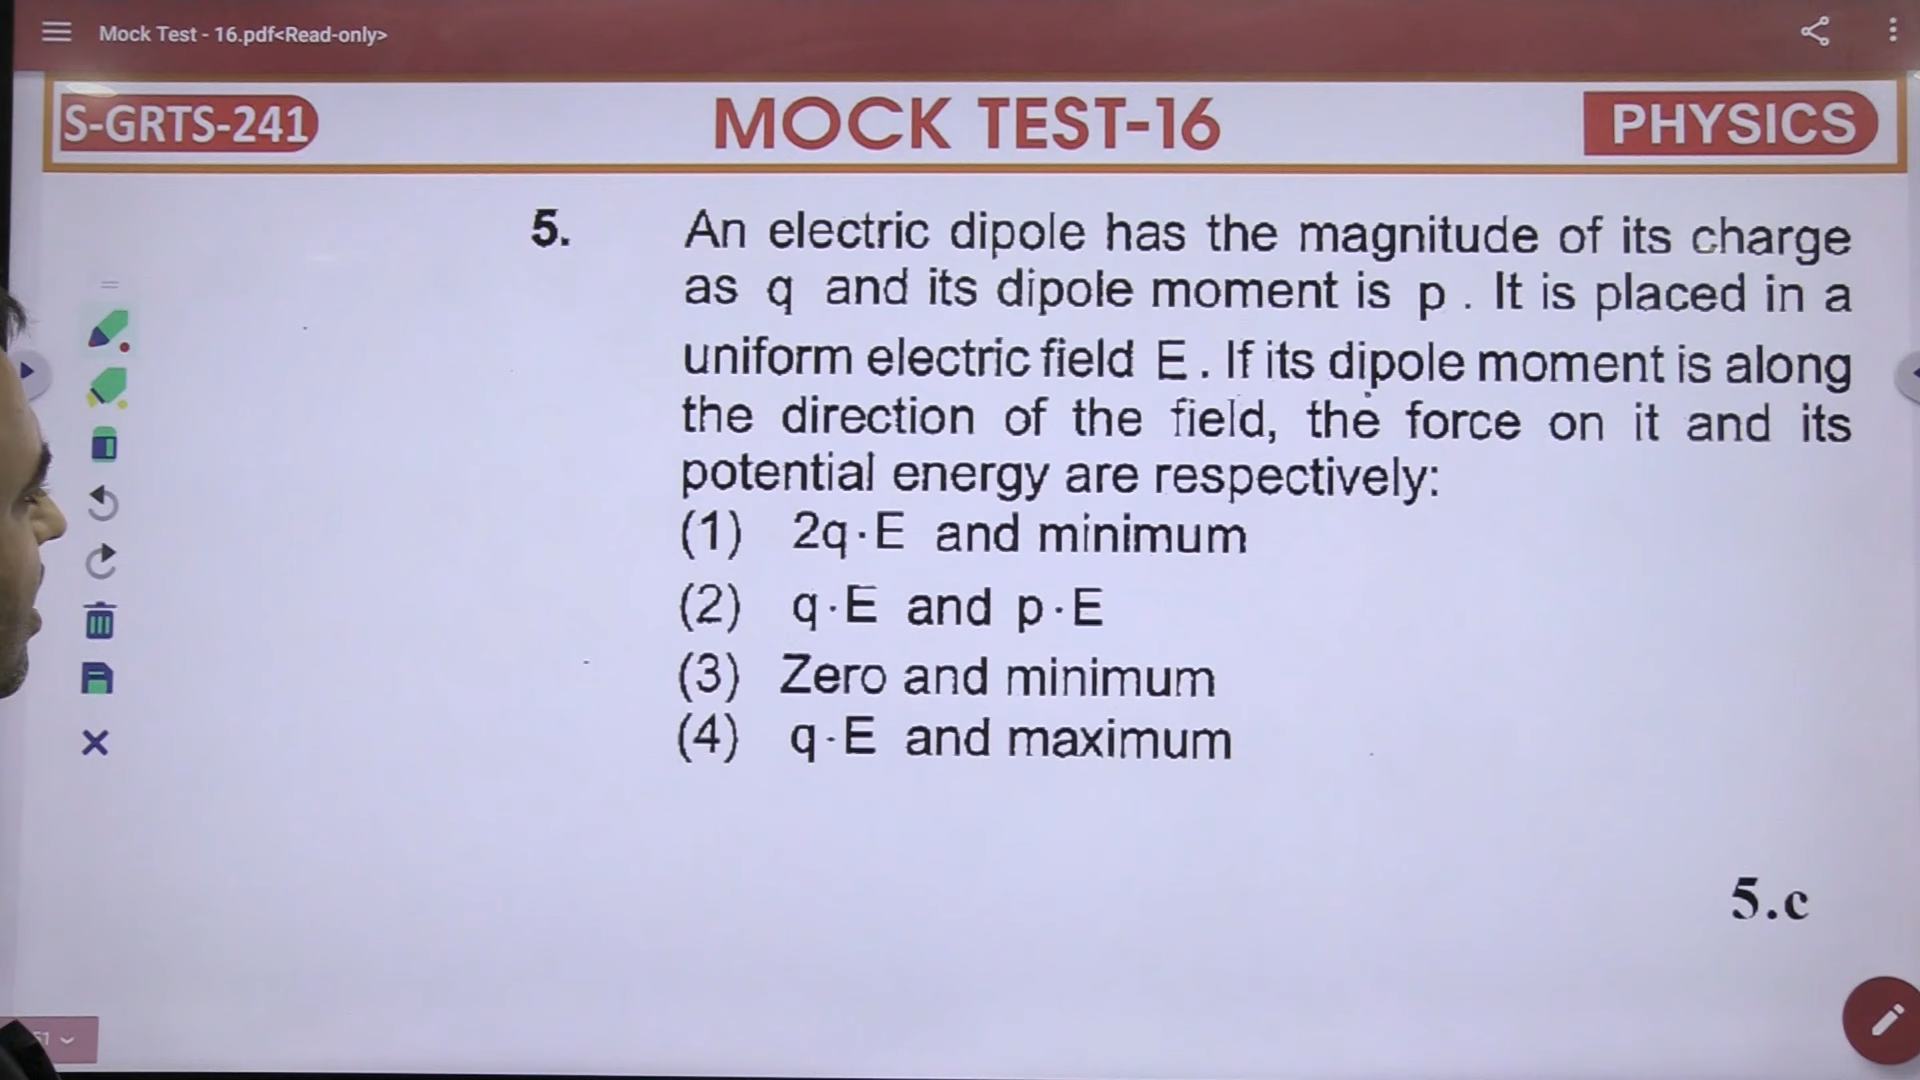 Mock Test - 16.pdf<Read-only>
S-GRTS-241
MOCK TEST-16
PHYSICS
5. An electric dipole has the magnitude of its charge
as q and its dipole moment is p . It is placed in a
uniform electric field E . If its dipole moment is along
the direction of the field, the force on it and its
potential energy are respectively:
(1) 2q·E and minimum
(2) q·E and p·E
(3) Zero and minimum
(4) q·E and maximum
5.c